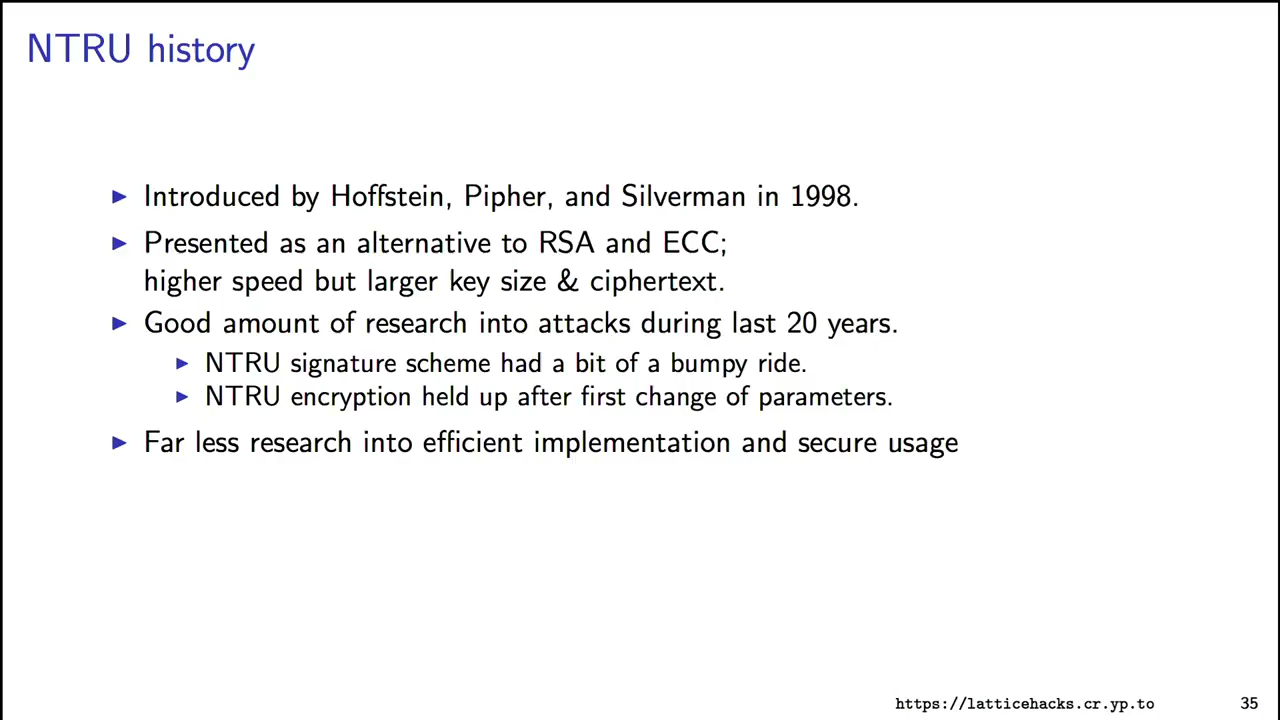 NTRU history
▶ Introduced by Hoffstein, Pipher, and Silverman in 1998.
▶ Presented as an alternative to RSA and ECC;
higher speed but larger key size & ciphertext.
▶ Good amount of research into attacks during last 20 years.
▶ NTRU signature scheme had a bit of a bumpy ride.
▶ NTRU encryption held up after first change of parameters.
▶ Far less research into efficient implementation and secure usage
https://latticehacks.cr.yp.to 35